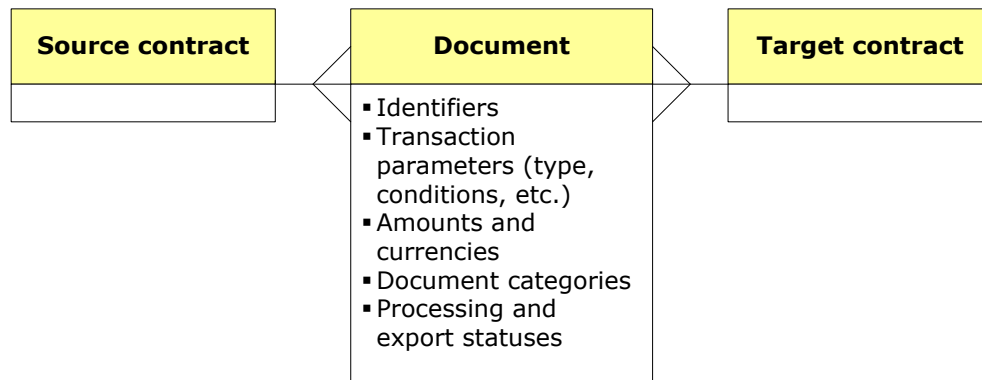 Source contract
Document
Target contract
▪ Identifiers
▪ Transaction
parameters (type,
conditions, etc.)
▪ Amounts and
currencies
▪ Document categories
▪ Processing and
export statuses